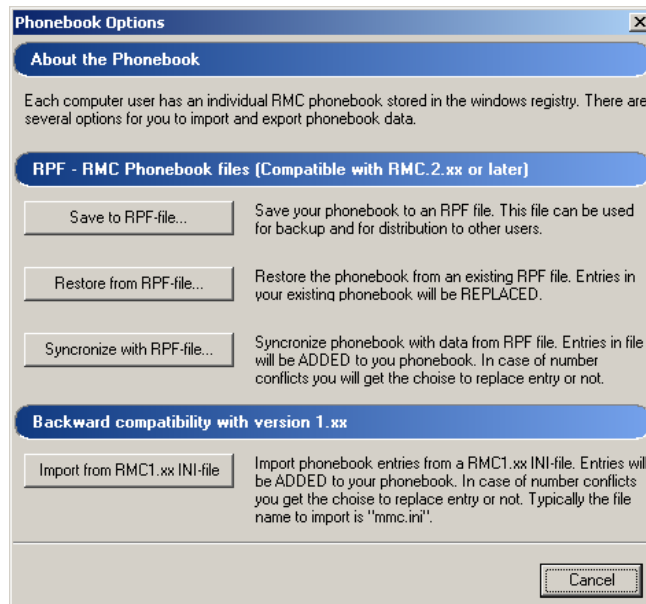 Phonebook Options
About the Phonebook
Each computer user has an individual RMC phonebook stored in the windows registry. There are
several options for you to import and export phonebook data.
RPF - RMC Phonebook files (Compatible with RMC.2.xx or later)
Save to RPF-file...
Save your phonebook to an RPF file. This file can be used
for backup and for distribution to other users.
Restore from RPF-file...
Restore the phonebook from an existing RPF file. Entries in
your existing phonebook will be REPLACED.
Syncronize with RPF-file...
Syncronize phonebook with data from RPF file. Entries in file
will be ADDED to you phonebook. In case of number
conflicts you will get the choise to replace entry or not.
Backward compatibility with version 1.xx
Import from RMC1.xx INI-file
Import phonebook entries from a RMC1.xx INI-file. Entries will
be ADDED to your phonebook. In case of number conflicts
you get the choise to replace entry or not. Typically the file
name to import is "mmc.ini".
Cancel